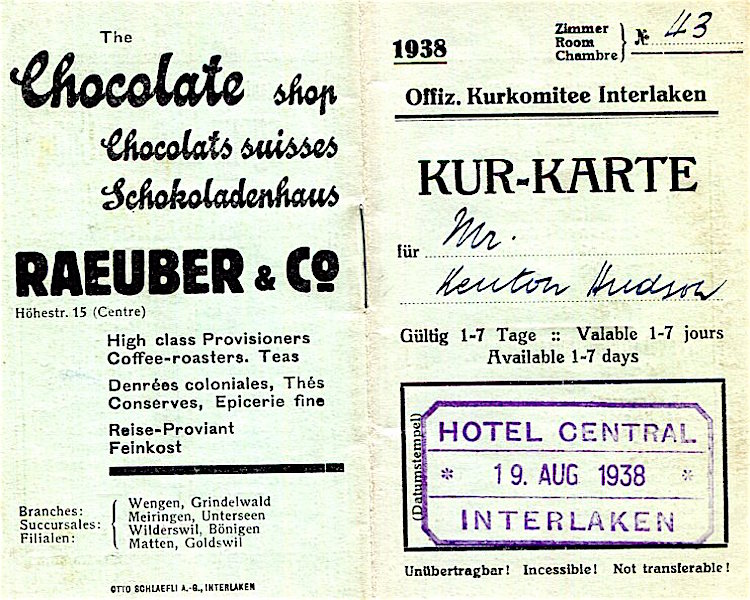 The
Chocolate shop
Chocolats suisses
Schokoladenhaus
RAEUBER & Co
Höhestr. 15 (Centre)
High class Provisioners
Coffee-roasters. Teas
Denrées coloniales, Thés
Conserves, Epicerie fine
Reise-Proviant
Feinkost
Branches:
Succursales:
Filialen:
Wengen, Grindelwald
Meiringen, Unterseen
Wilderswil, Bönigen
Matten, Goldswil
OTTO SCHLAEFLI A.-G., INTERLAKEN
1938
Zimmer
Room
Chambre
№ 43
Offiz. Kurkomitee Interlaken
KUR-KARTE
für Mr.
Kenton Hudson
Gültig 1-7 Tage :: Valable 1-7 jours
Available 1-7 days
(Datumstempel)
HOTEL CENTRAL
* 19. AUG 1938 *
INTERLAKEN
Unübertragbar! Incessible! Not transferable!